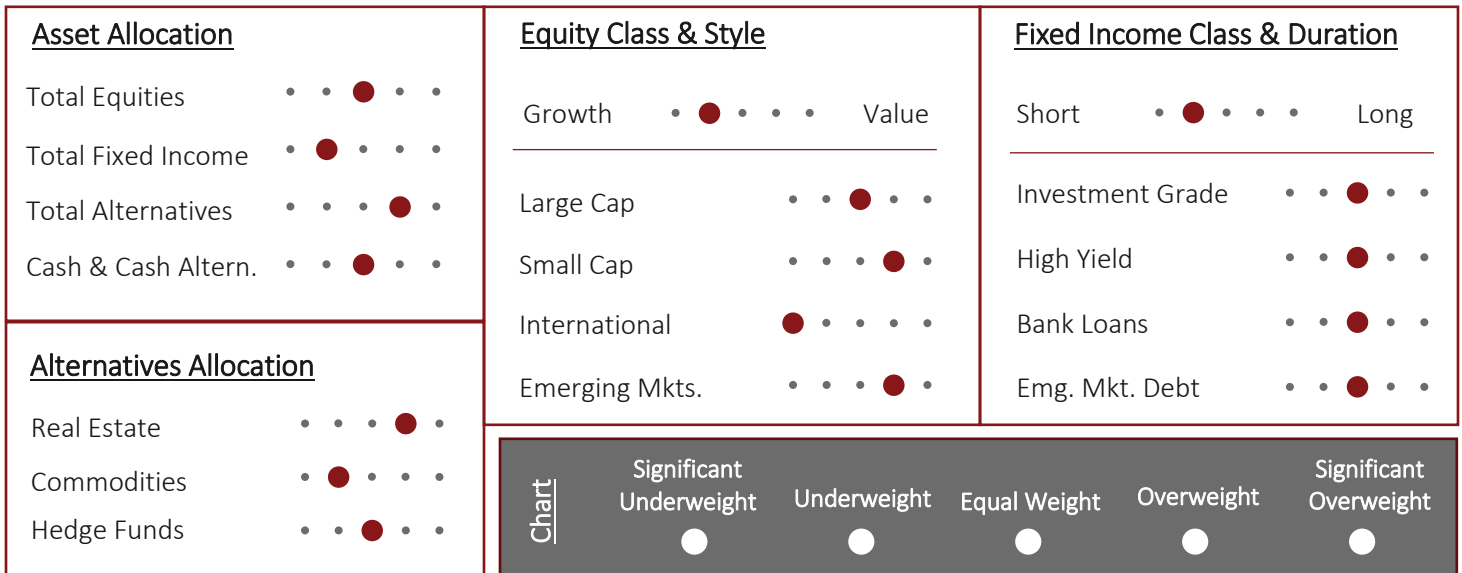 Asset Allocation
Total Equities
Total Fixed Income
Total Alternatives
Cash & Cash Altern.
Alternatives Allocation
Real Estate
Commodities
Hedge Funds
Equity Class & Style
Growth Value
Large Cap
Small Cap
International
Emerging Mkts.
Fixed Income Class & Duration
Short Long
Investment Grade
High Yield
Bank Loans
Emg. Mkt. Debt
Chart
Significant
Underweight
Underweight
Equal Weight
Overweight
Significant
Overweight